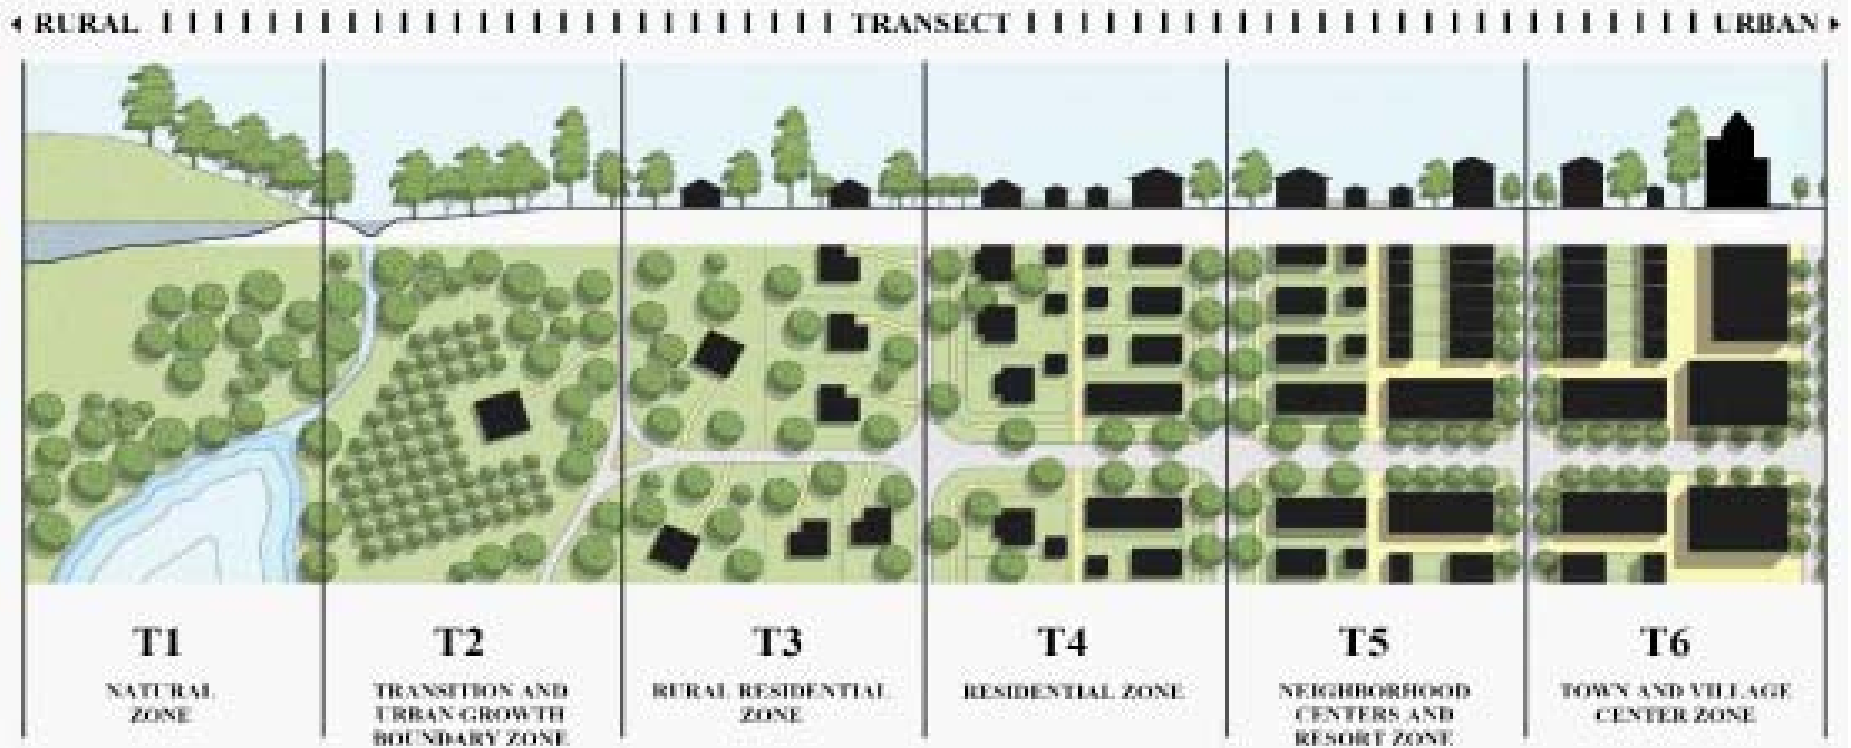 RURAL TRANSECT URBAN
T1 T2 T3 T4 T5 T6
NATURAL
ZONE
TRANSITION AND
URBAN GROWTH
BOUNDARY ZONE
RURAL RESIDENTIAL
ZONE
RESIDENTIAL ZONE
NEIGHBORHOOD
CENTERS AND
RESORT ZONE
TOWN AND VILLAGE
CENTER ZONE